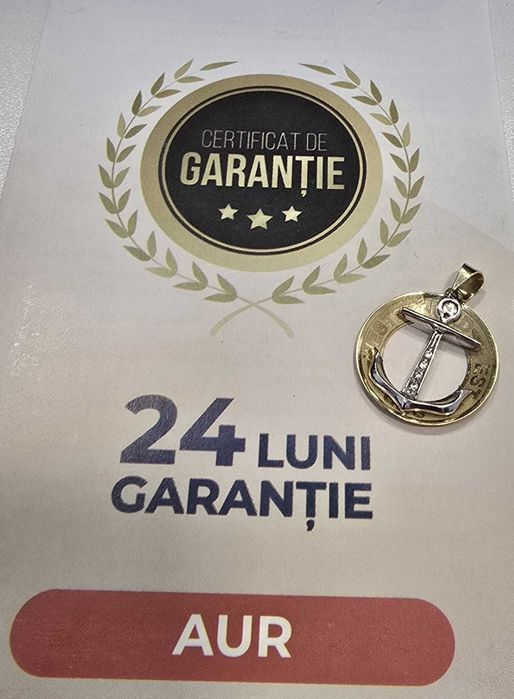 CERTIFICAT DE
GARANȚIE
24 LUNI
GARANȚIE
AUR